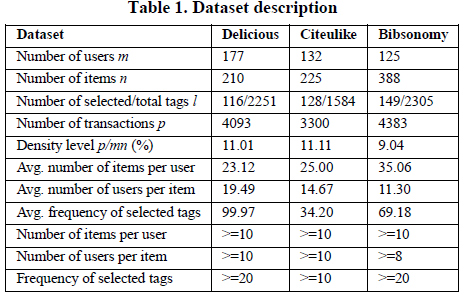 Table 1. Dataset description
Dataset Delicious Citeulike Bibsonomy
Number of users m 177 132 125
Number of items n 210 225 388
Number of selected/total tags l 116/2251 128/1584 149/2305
Number of transactions p 4093 3300 4383
Density level p/mn (%) 11.01 11.11 9.04
Avg. number of items per user 23.12 25.00 35.06
Avg. number of users per item 19.49 14.67 11.30
Avg. frequency of selected tags 99.97 34.20 69.18
Number of items per user >=10 >=10 >=10
Number of users per item >=10 >=10 >=8
Frequency of selected tags >=20 >=10 >=20